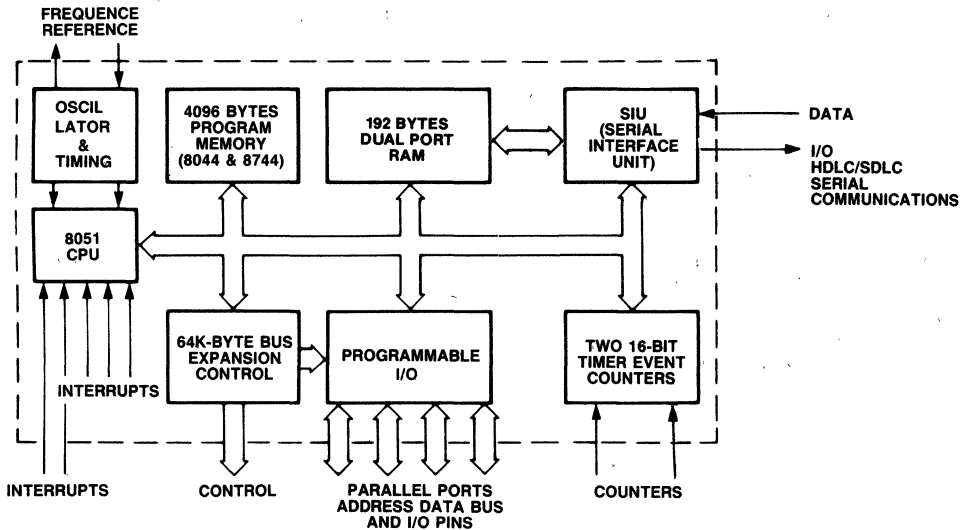 FREQUENCE
REFERENCE
OSCIL
LATOR
&
TIMING
4096 BYTES
PROGRAM
MEMORY
(8044 & 8744)
192 BYTES
DUAL PORT
RAM
SIU
(SERIAL
INTERFACE
UNIT)
DATA
I/O
HDLC/SDLC
SERIAL
COMMUNICATIONS
8051
CPU
64K-BYTE BUS
EXPANSION
CONTROL
PROGRAMMABLE
I/O
TWO 16-BIT
TIMER EVENT
COUNTERS
INTERRUPTS
INTERRUPTS
CONTROL
PARALLEL PORTS
ADDRESS DATA BUS
AND I/O PINS
COUNTERS